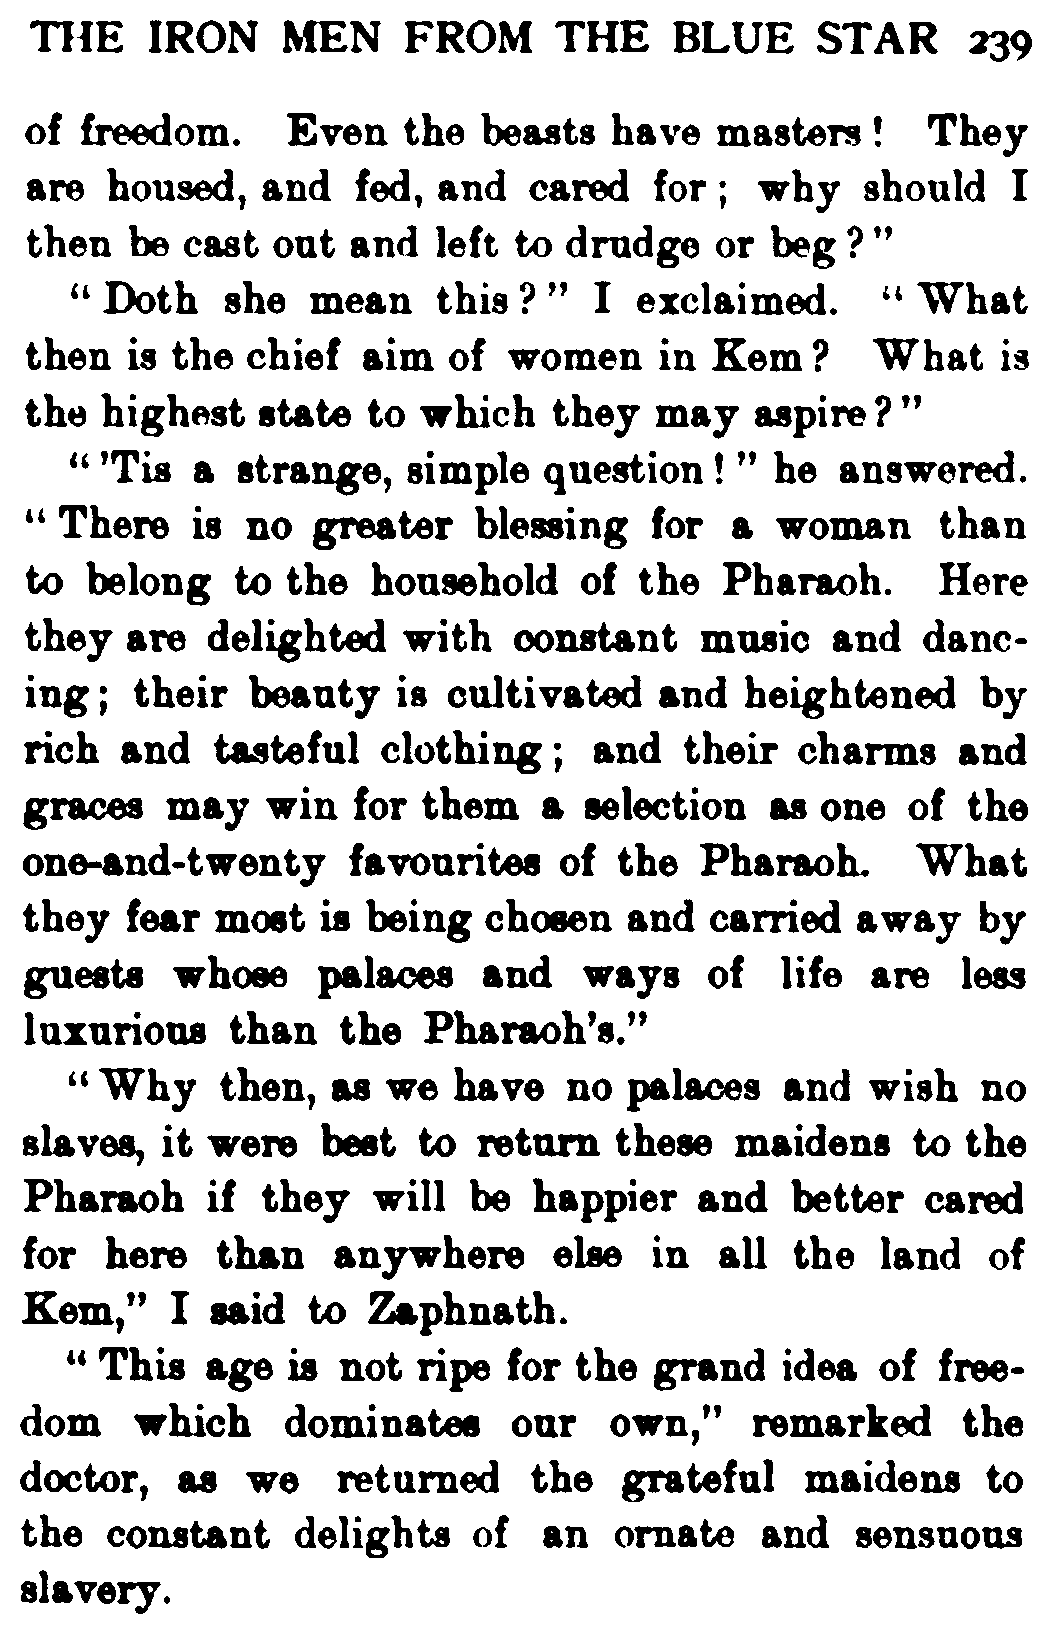 THE IRON MEN FROM THE BLUE STAR 239
of freedom. Even the beasts have masters! They
are housed, and fed, and cared for; why should I
then be cast out and left to drudge or beg?"
"Doth she mean this?" I exclaimed. "What
then is the chief aim of women in Kem? What is
the highest state to which they may aspire?"
"'Tis a strange, simple question!" he answered.
"There is no greater blessing for a woman than
to belong to the household of the Pharaoh. Here
they are delighted with constant music and danc-
ing; their beauty is cultivated and heightened by
rich and tasteful clothing; and their charms and
graces may win for them a selection as one of the
one-and-twenty favourites of the Pharaoh. What
they fear most is being chosen and carried away by
guests whose palaces and ways of life are less
luxurious than the Pharaoh's."
"Why then, as we have no palaces and wish no
slaves, it were best to return these maidens to the
Pharaoh if they will be happier and better cared
for here than anywhere else in all the land of
Kem," I said to Zaphnath.
"This age is not ripe for the grand idea of free-
dom which dominates our own," remarked the
doctor, as we returned the grateful maidens to
the constant delights of an ornate and sensuous
slavery.